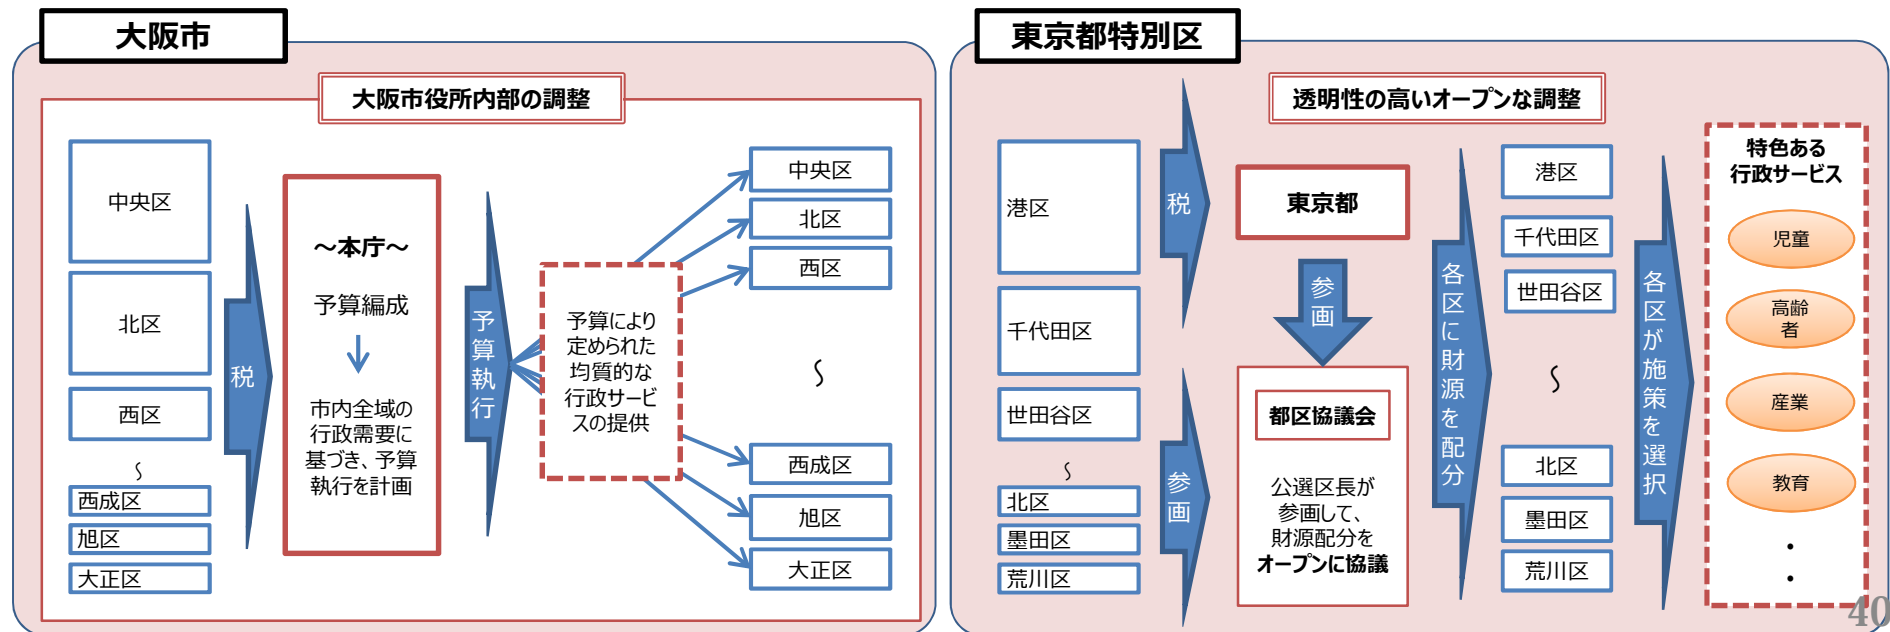 大阪市
大阪市役所内部の調整
中央区
北区
西区
～
西成区
旭区
大正区
税
～本庁～
予算編成
市内全域の
行政需要に
基づき、予算
執行を計画
予算執行
予算により
定められた
均質的な
行政サービ
スの提供
中央区
北区
西区
～
西成区
旭区
大正区
東京都特別区
透明性の高いオープンな調整
港区
千代田区
世田谷区
～
北区
墨田区
荒川区
税
参画
東京都
参画
都区協議会
公選区長が
参画して、
財源配分を
オープンに協議
各区に財源を配分
港区
千代田区
世田谷区
～
北区
墨田区
荒川区
各区が施策を選択
特色ある
行政サービス
児童
高齢
者
産業
教育
・
・
40